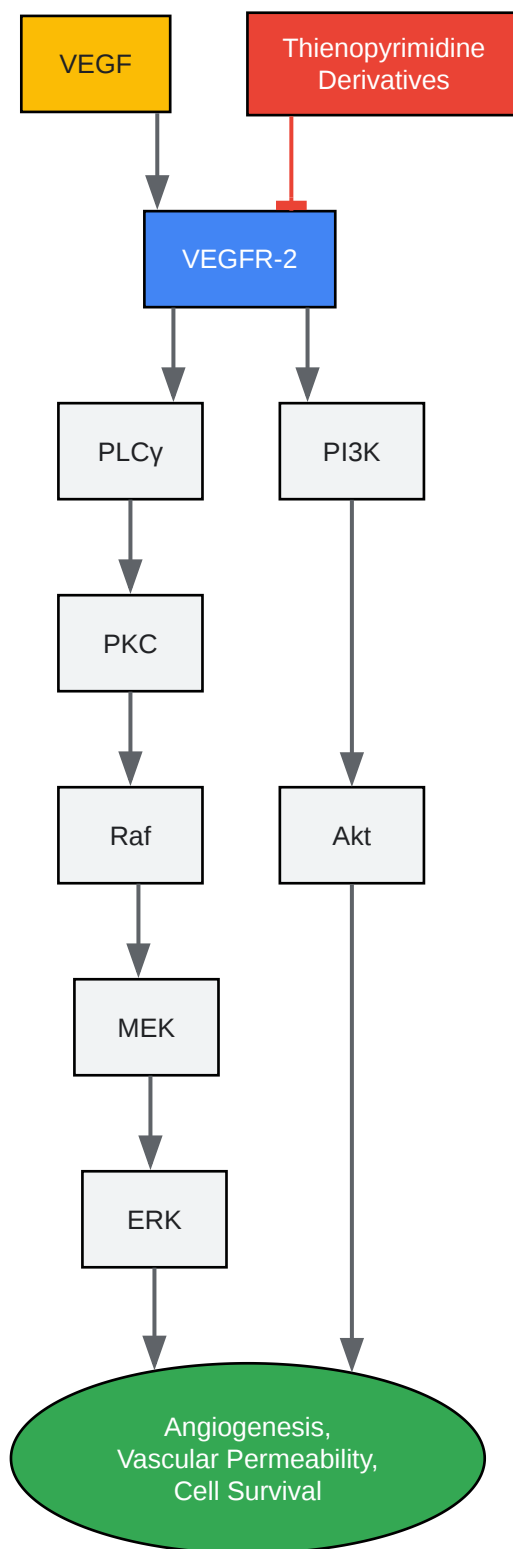 VEGF
Thienopyrimidine
Derivatives
VEGFR-2
PLCγ
PI3K
PKC
Raf
Akt
MEK
ERK
Angiogenesis,
Vascular Permeability,
Cell Survival